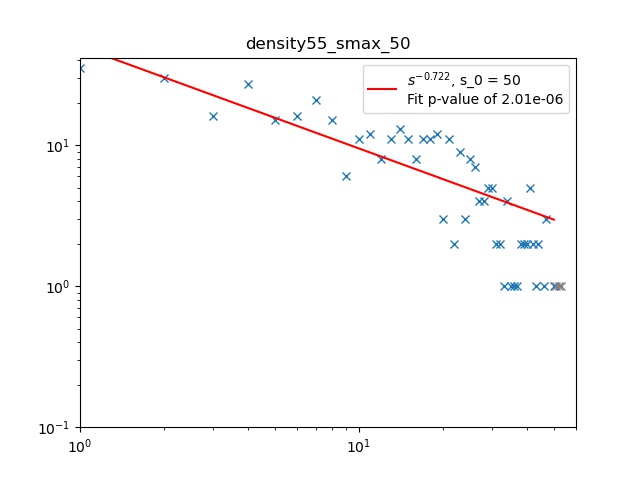 density55_smax_50
s^{-0.722}, s_0 = 50
Fit p-value of 2.01e-06
10^1
10^0
10^{-1}
10^0
10^1